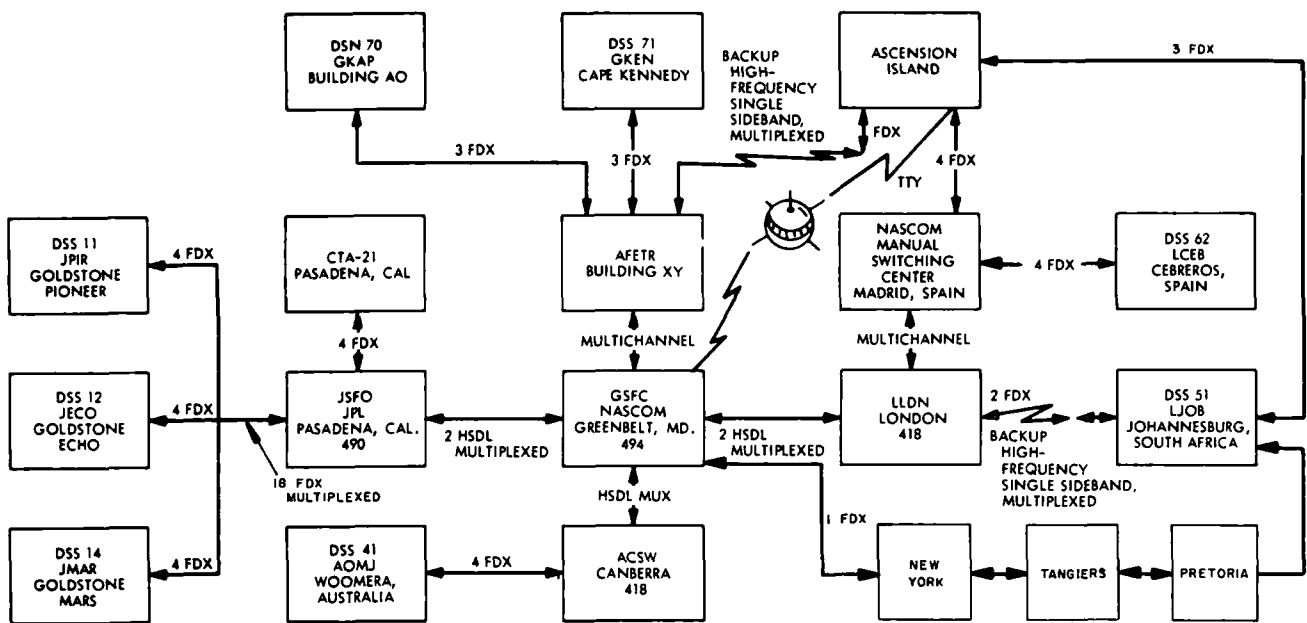 DSN 70
GKAP
BUILDING AO
DSS 71
GKEN
CAPE KENNEDY
BACKUP
HIGH-
FREQUENCY
SINGLE
SIDEBAND,
MULTIPLEXED
ASCENSION
ISLAND
3 FDX
3 FDX
3 FDX
FDX
4 FDX
TTY
DSS 11
JPIR
GOLDSTONE
PIONEER
4 FDX
CTA-21
PASADENA, CAL
AFETR
BUILDING XY
NASCOM
MANUAL
SWITCHING
CENTER
MADRID, SPAIN
4 FDX
DSS 62
LCEB
CEBREROS,
SPAIN
4 FDX
MULTICHANNEL
MULTICHANNEL
DSS 12
JECO
GOLDSTONE
ECHO
4 FDX
18 FDX
MULTIPLEXED
JSFO
JPL
PASADENA, CAL.
490
2 HSDL
MULTIPLEXED
GSFC
NASCOM
GREENBELT, MD.
494
2 HSDL
MULTIPLEXED
LLDN
LONDON
418
2 FDX
BACKUP
HIGH-
FREQUENCY
SINGLE SIDEBAND,
MULTIPLEXED
DSS 51
LJOB
JOHANNESBURG,
SOUTH AFRICA
HSDL MUX
1 FDX
DSS 14
JMAR
GOLDSTONE
MARS
4 FDX
DSS 41
AOMJ
WOOMERA,
AUSTRALIA
4 FDX
ACSW
CANBERRA
418
NEW
YORK
TANGIERS
PRETORIA